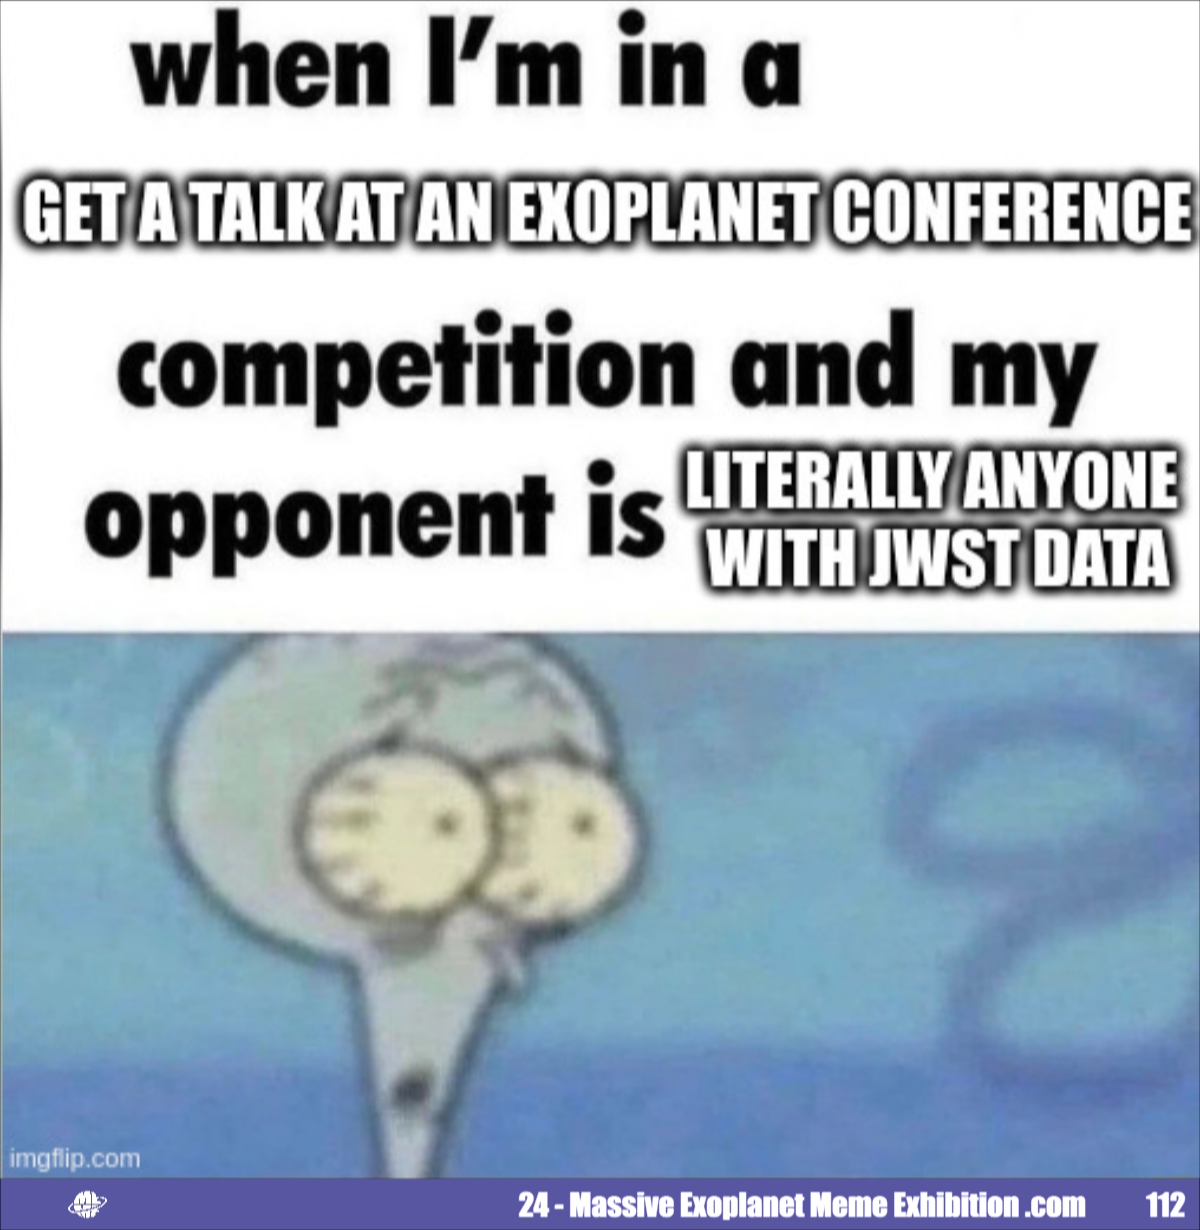 when I'm in a
GET A TALK AT AN EXOPLANET CONFERENCE
competition and my
opponent is LITERALLY ANYONE
WITH JWST DATA
imgflip.com
24 - Massive Exoplanet Meme Exhibition .com 112